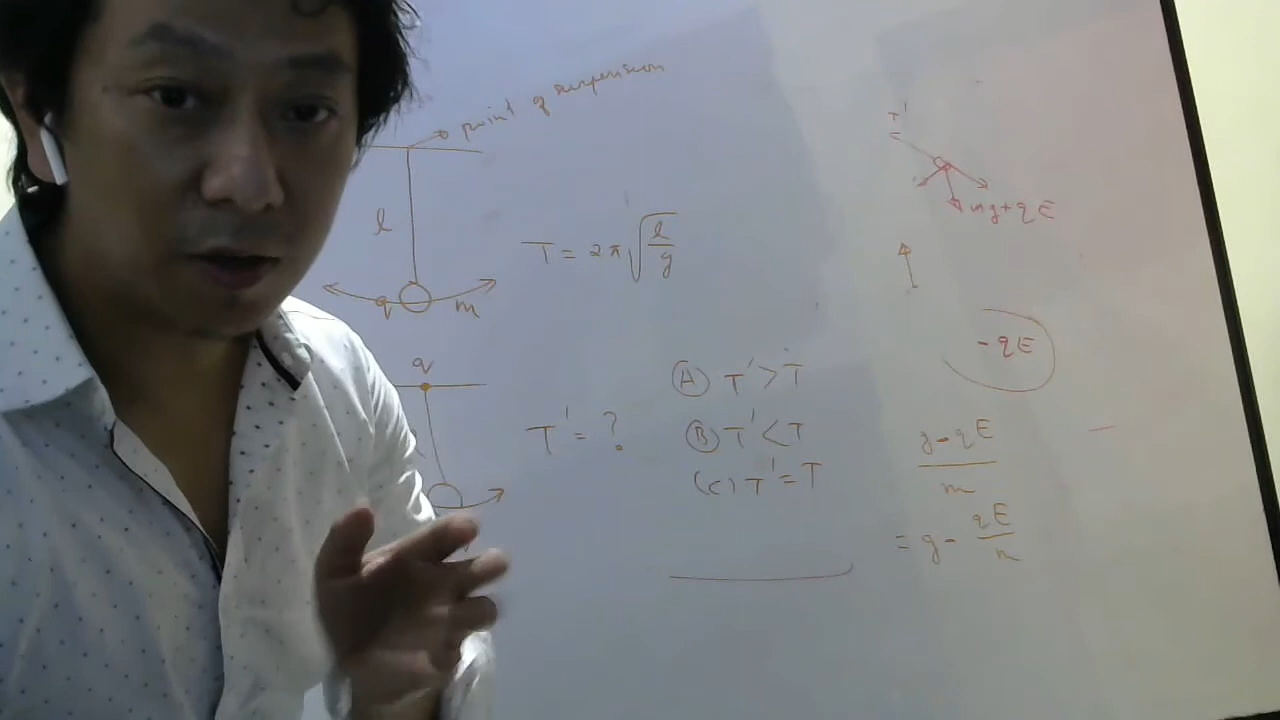 point of suspension
l
T = 2π√(l/g)
q
m
q
T' = ?
(A) T' > T
(B) T' < T
(C) T' = T
T'
mg + qE
- qE
g - qE
m
= g - qE/m